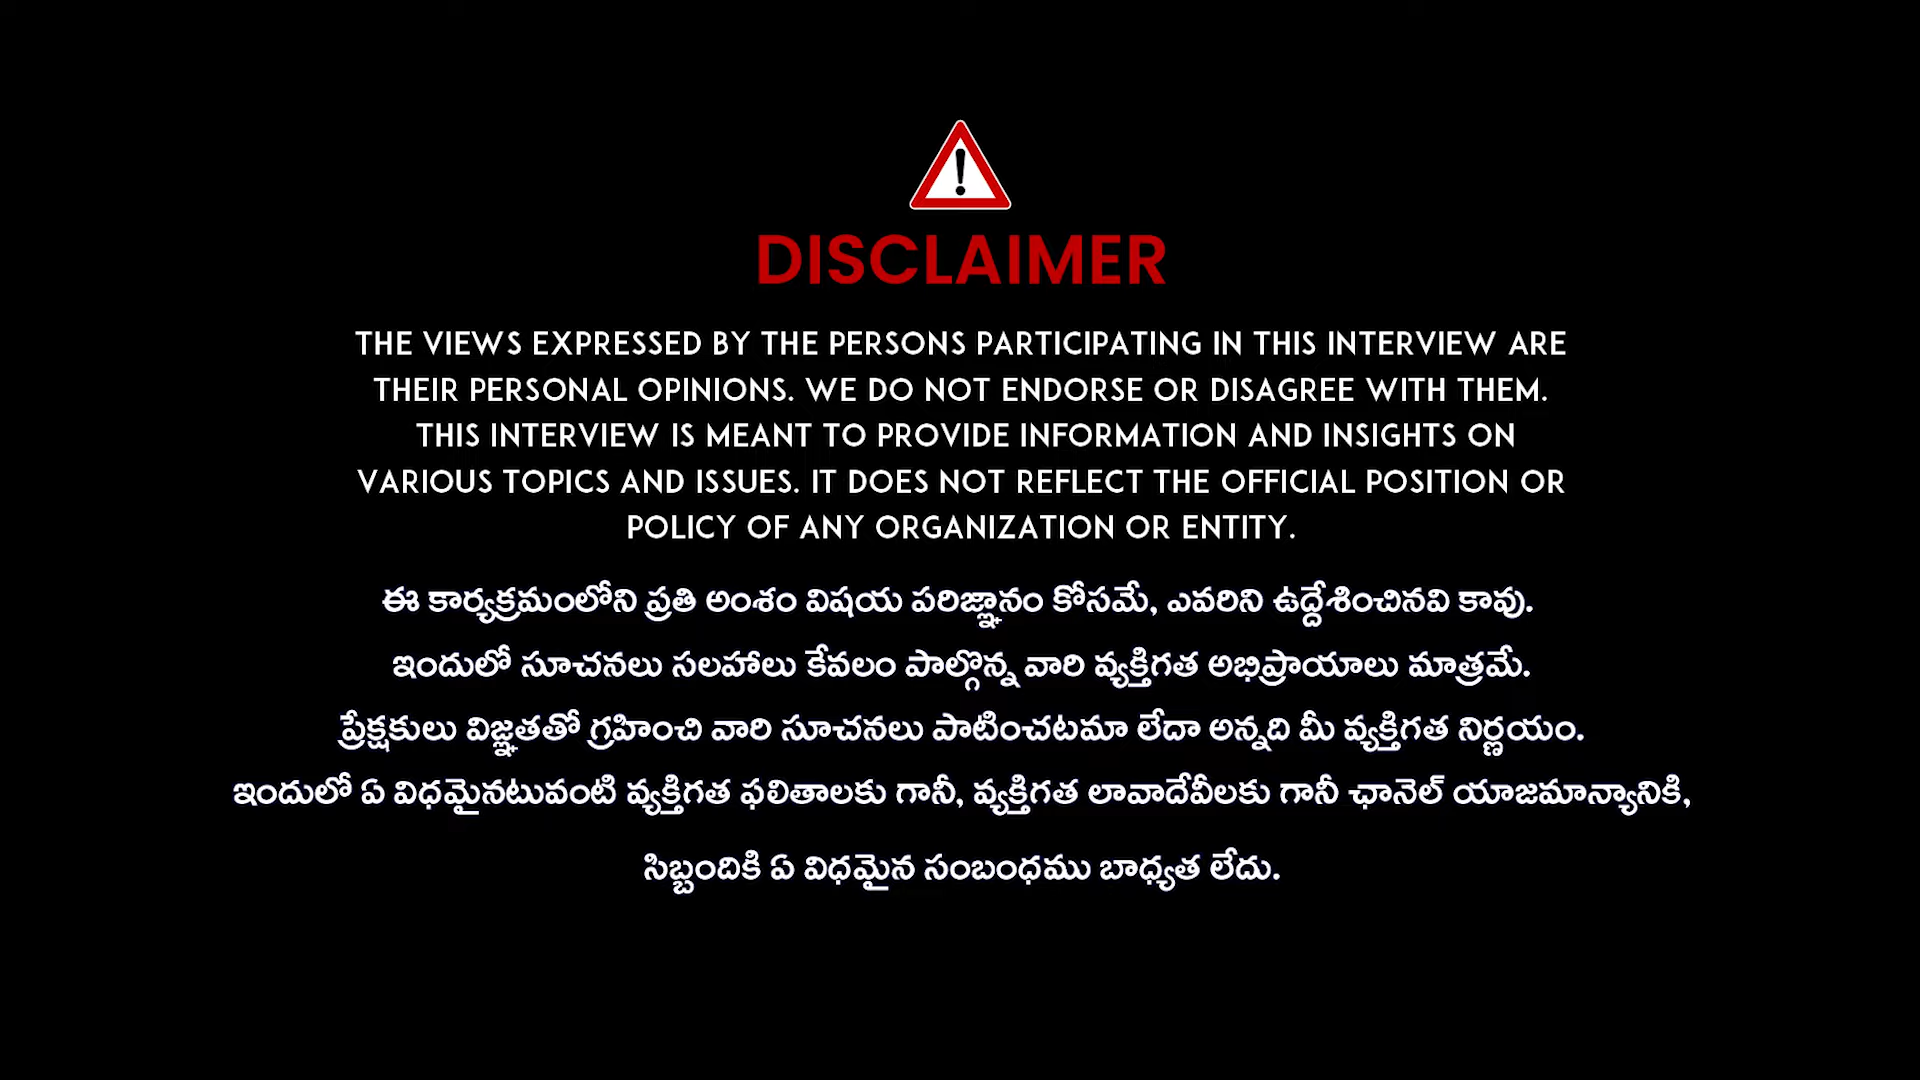 DISCLAIMER
THE VIEWS EXPRESSED BY THE PERSONS PARTICIPATING IN THIS INTERVIEW ARE
THEIR PERSONAL OPINIONS. WE DO NOT ENDORSE OR DISAGREE WITH THEM.
THIS INTERVIEW IS MEANT TO PROVIDE INFORMATION AND INSIGHTS ON
VARIOUS TOPICS AND ISSUES. IT DOES NOT REFLECT THE OFFICIAL POSITION OR
POLICY OF ANY ORGANIZATION OR ENTITY.
ఈ కార్యక్రమంలోని ప్రతి అంశం విషయ పరిజ్ఞానం కోసమే, ఎవరిని ఉద్దేశించినవి కావు.
ఇందులో సూచనలు సలహాలు కేవలం పాల్గొన్న వారి వ్యక్తిగత అభిప్రాయాలు మాత్రమే.
ప్రేక్షకులు విజ్ఞతతో గ్రహించి వారి సూచనలు పాటించటమా లేదా అన్నది మీ వ్యక్తిగత నిర్ణయం.
ఇందులో ఏ విధమైనటువంటి వ్యక్తిగత ఫలితాలకు గానీ, వ్యక్తిగత లావాదేవీలకు గానీ ఛానెల్ యాజమాన్యానికి,
సిబ్బందికి ఏ విధమైన సంబంధము బాధ్యత లేదు.